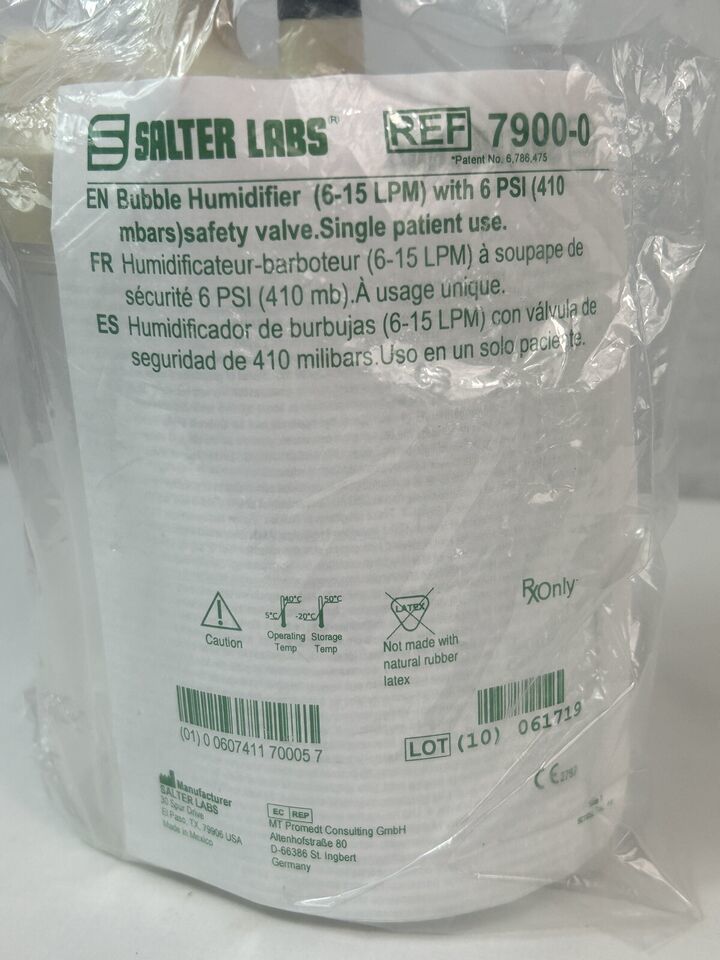 SALTER LABS® REF 7900-0
*Patent No. 6,786,475
EN Bubble Humidifier (6-15 LPM) with 6 PSI (410
mbars)safety valve.Single patient use.
FR Humidificateur-barboteur (6-15 LPM) à soupape de
sécurité 6 PSI (410 mb).À usage unique.
ES Humidificador de burbujas (6-15 LPM) con válvula de
seguridad de 410 milibars.Uso en un solo paciente.
Caution
5°C 40°C
Operating
Temp
-20°C 50°C
Storage
Temp
LATEX
Not made with
natural rubber
latex
RxOnly
(01) 0 0607411 70005 7
LOT (10) 061719
CE 2797
Manufacturer
SALTER LABS
30 Spur Drive
El Paso, TX, 79906 USA
Made in Mexico
EC REP
MT Promedt Consulting GmbH
Altenhofstraße 80
D-66386 St. Ingbert
Germany